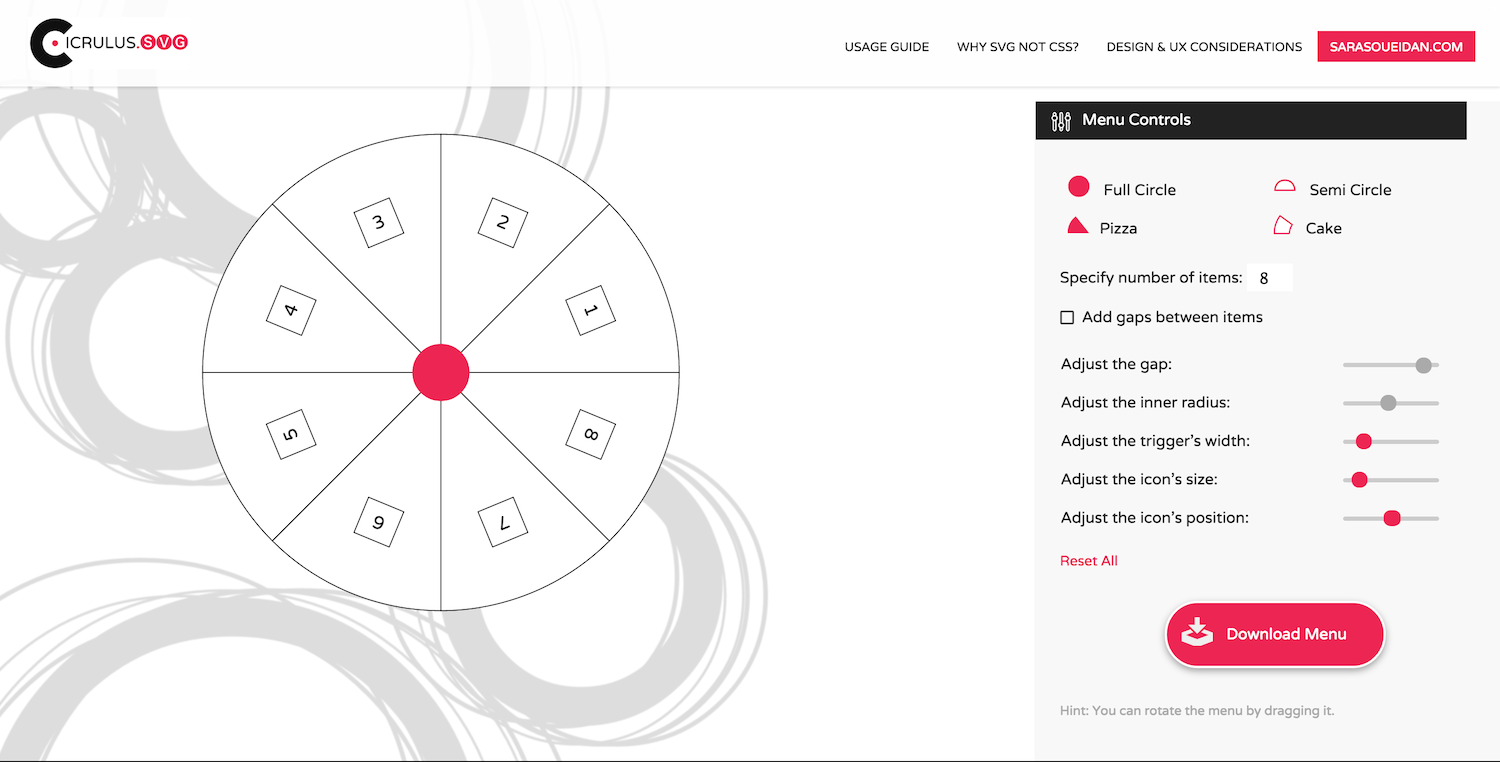 ICRULUS.SVG
USAGE GUIDE
WHY SVG NOT CSS?
DESIGN & UX CONSIDERATIONS
SARASOUEIDAN.COM
3
2
4
1
5
8
6
7
Menu Controls
Full Circle
Semi Circle
Pizza
Cake
Specify number of items: 8
Add gaps between items
Adjust the gap:
Adjust the inner radius:
Adjust the trigger's width:
Adjust the icon's size:
Adjust the icon's position:
Reset All
Download Menu
Hint: You can rotate the menu by dragging it.